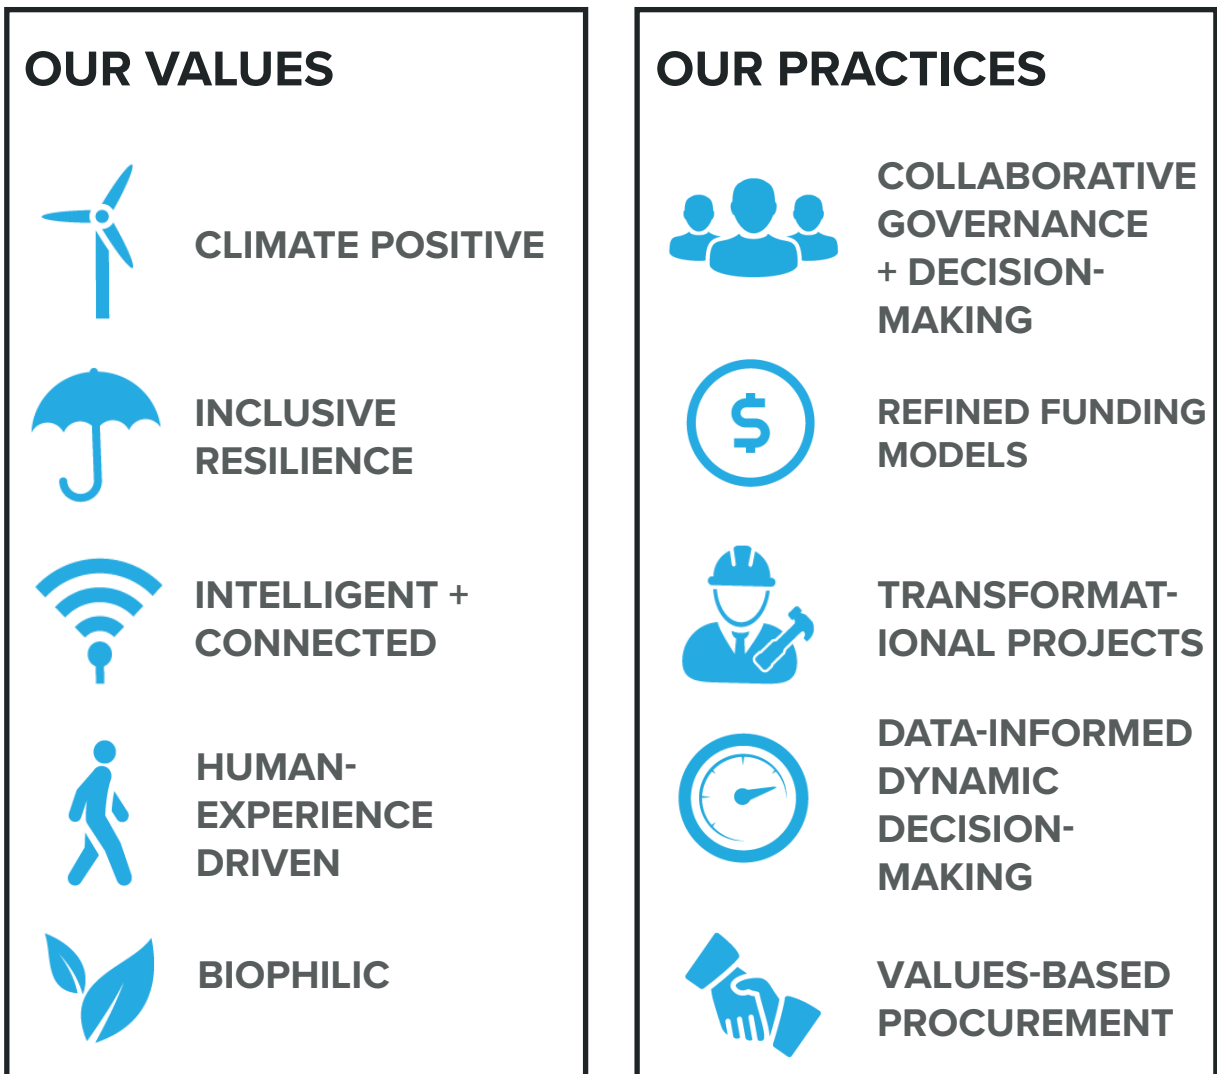 OUR VALUES
CLIMATE POSITIVE
INCLUSIVE
RESILIENCE
INTELLIGENT +
CONNECTED
HUMAN-
EXPERIENCE
DRIVEN
BIOPHILIC
OUR PRACTICES
COLLABORATIVE
GOVERNANCE
+ DECISION-
MAKING
$
REFINED FUNDING
MODELS
TRANSFORMAT-
IONAL PROJECTS
DATA-INFORMED
DYNAMIC
DECISION-
MAKING
VALUES-BASED
PROCUREMENT